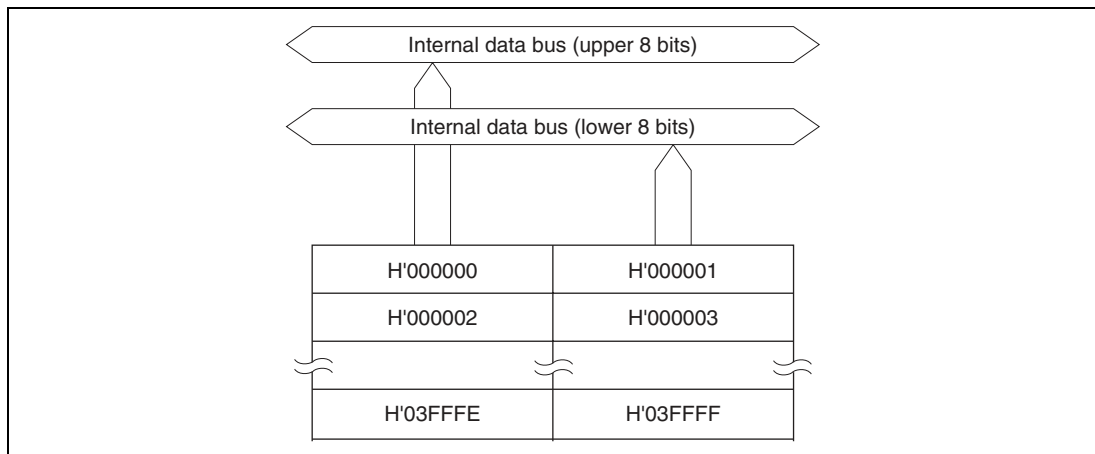 Internal data bus (upper 8 bits)
Internal data bus (lower 8 bits)
H'000000 H'000001
H'000002 H'000003
H'03FFFE H'03FFFF